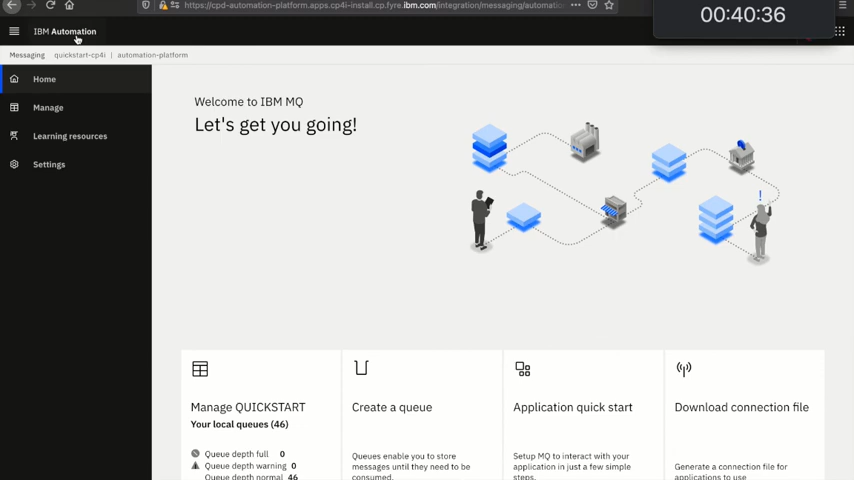 https://cpd-automation-platform.apps.cp4i-install.cp.fyre.ibm.com/integration/messaging/automatio
00:40:36
IBM Automation
Messaging quickstart-cp4i | automation-platform
Home
Manage
Learning resources
Settings
Welcome to IBM MQ
Let's get you going!
!
Manage QUICKSTART
Your local queues (46)
Queue depth full 0
Queue depth warning 0
Queue depth normal 46
Create a queue
Queues enable you to store
messages until they need to be
consumed.
Application quick start
Setup MQ to interact with your
application in just a few simple
steps.
Download connection file
Generate a connection file for
applications to use